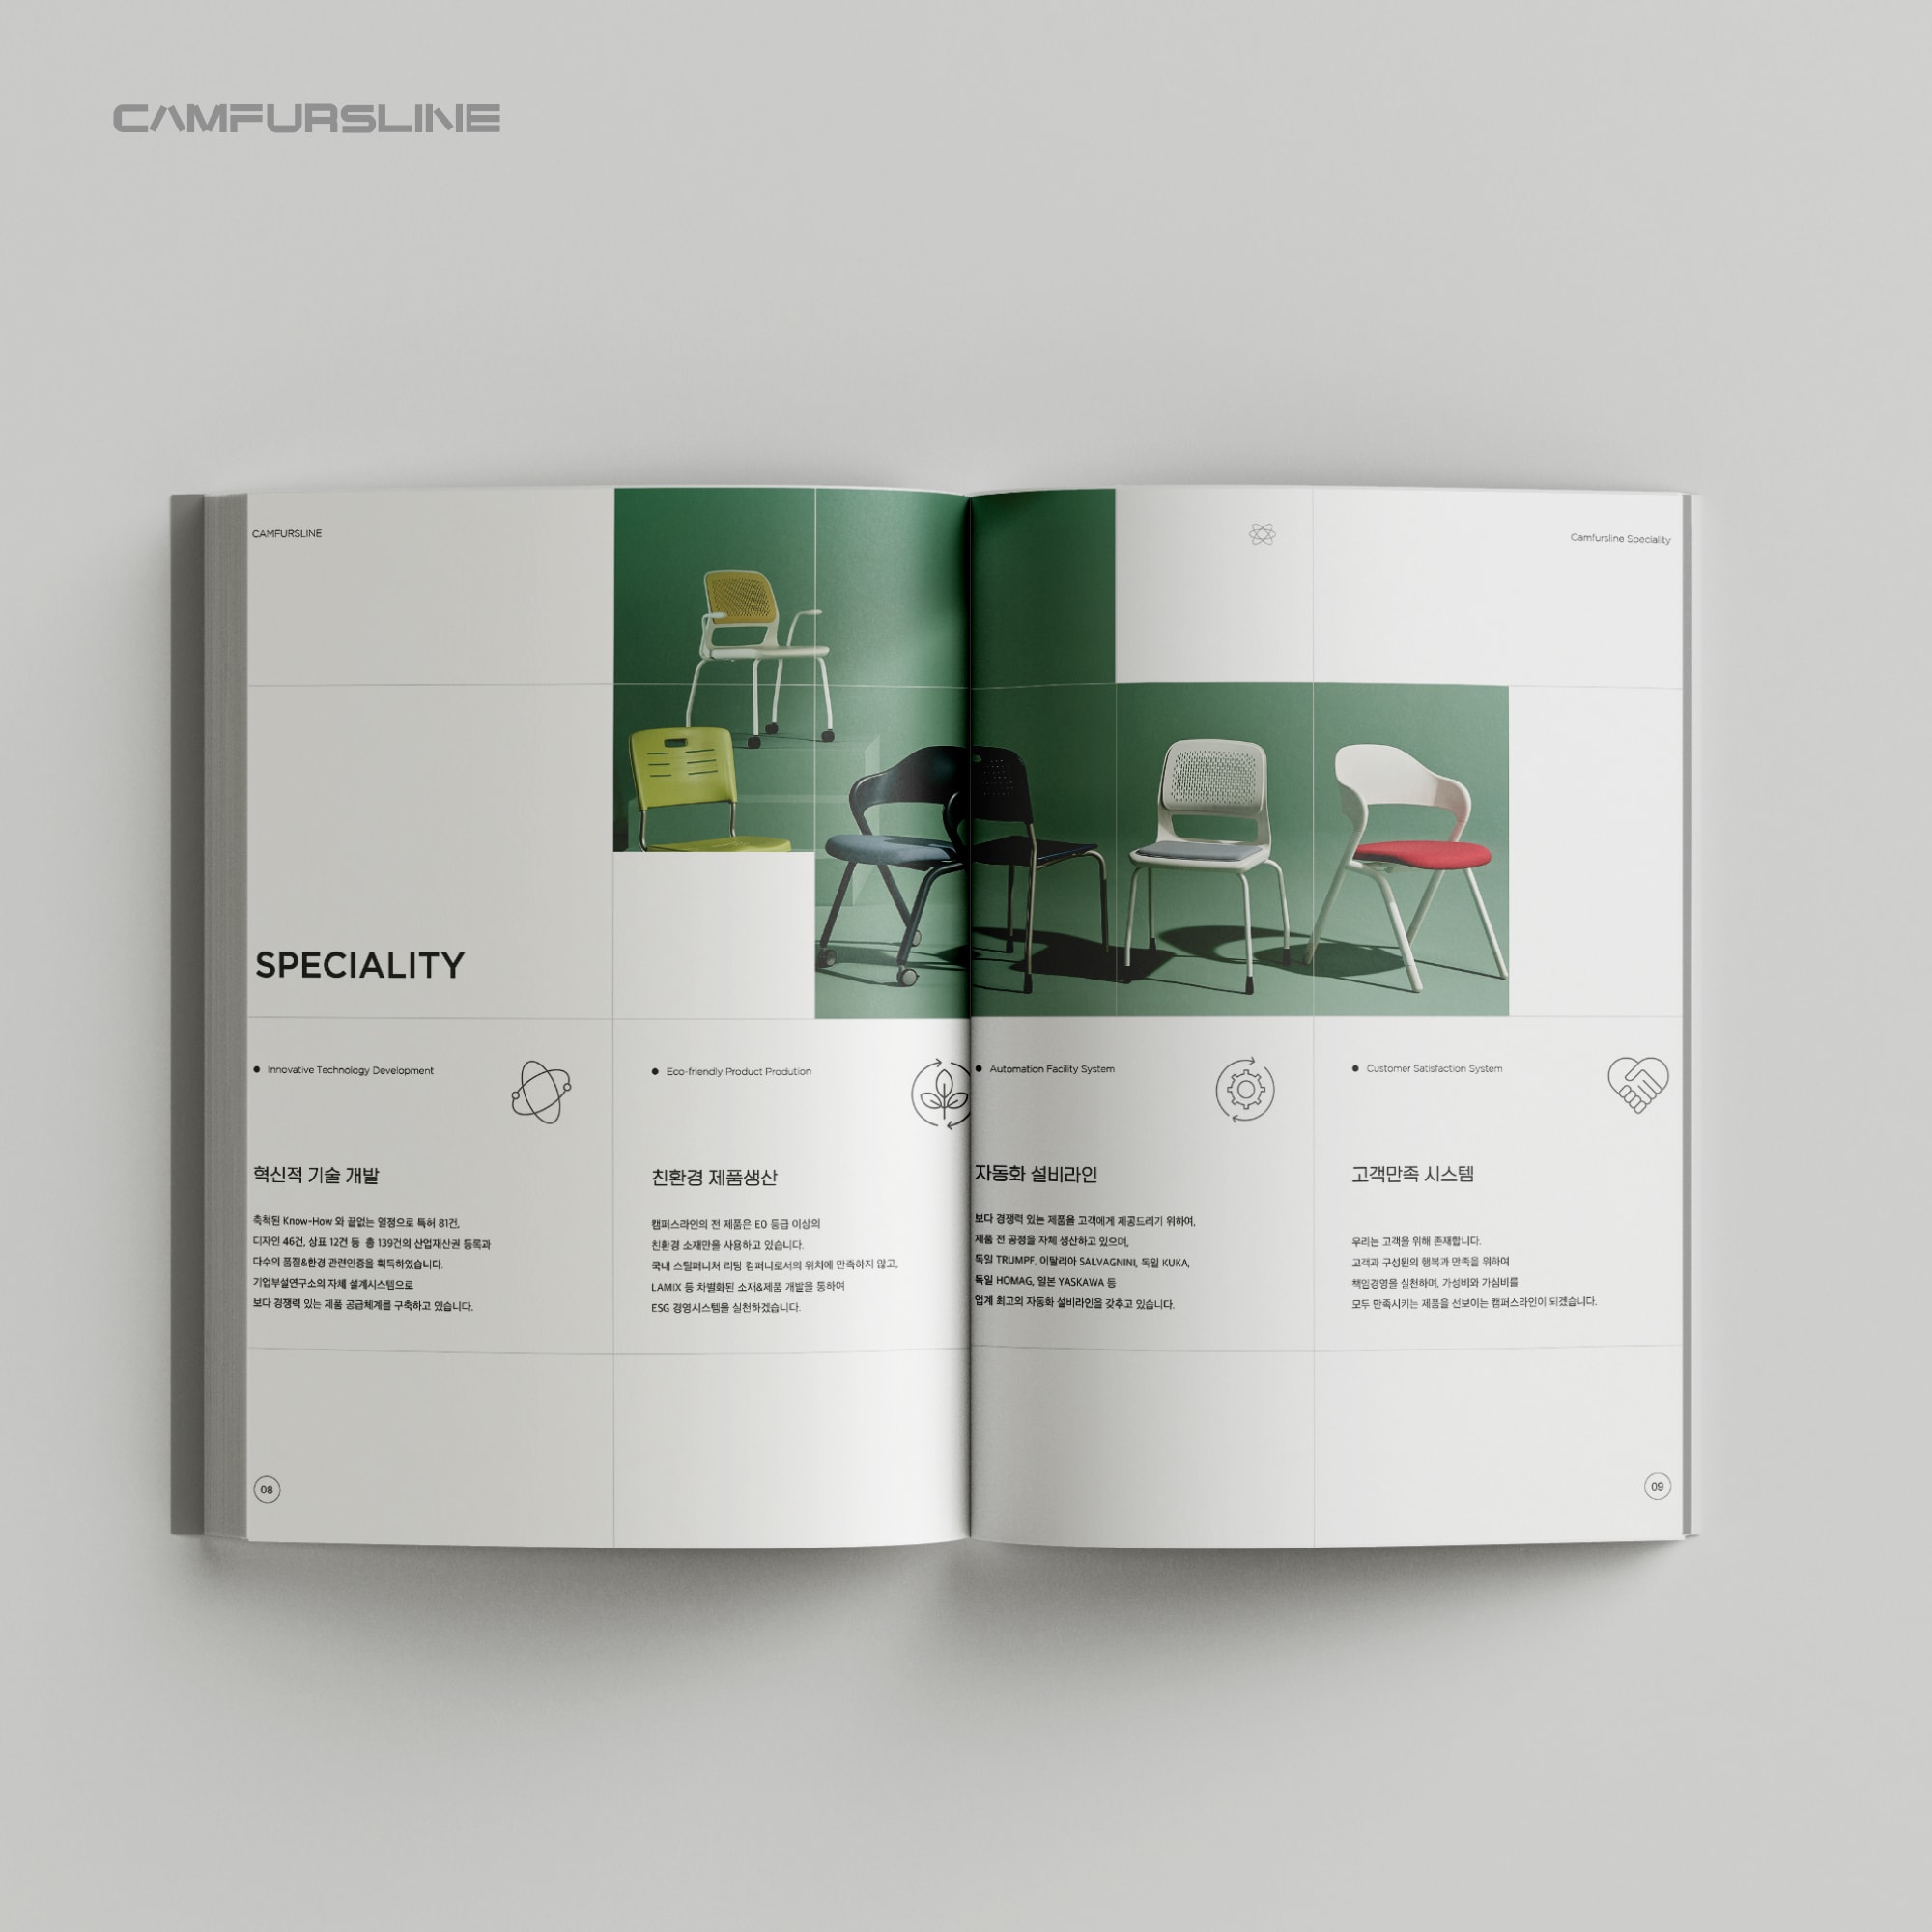 CAMFURSLINE
CAMFURSLINE
Camfursline Speciality
SPECIALITY
Innovative Technology Development
혁신적 기술 개발
축척된 Know-How 와 끝없는 열정으로 특허 81건,
디자인 46건, 상표 12건 등 총 139건의 산업재산권 등록과
다수의 품질&환경 관련인증을 획득하였습니다.
기업부설연구소의 자체 설계시스템으로
보다 경쟁력 있는 제품 공급체계를 구축하고 있습니다.
Eco-friendly Product Prodution
친환경 제품생산
캠퍼스라인의 전 제품은 E0 등급 이상의
친환경 소재만을 사용하고 있습니다.
국내 스틸퍼니처 리딩 컴퍼니로서의 위치에 만족하지 않고,
LAMIX 등 차별화된 소재&제품 개발을 통하여
ESG 경영시스템을 실천하겠습니다.
Automation Facility System
자동화 설비라인
보다 경쟁력 있는 제품을 고객에게 제공드리기 위하여,
제품 전 공정을 자체 생산하고 있으며,
독일 TRUMPF, 이탈리아 SALVAGNINI, 독일 KUKA,
독일 HOMAG, 일본 YASKAWA 등
업계 최고의 자동화 설비라인을 갖추고 있습니다.
Customer Satisfaction System
고객만족 시스템
우리는 고객을 위해 존재합니다.
고객과 구성원의 행복과 만족을 위하여
책임경영을 실천하며, 가성비와 가심비를
모두 만족시키는 제품을 선보이는 캠퍼스라인이 되겠습니다.
08
09